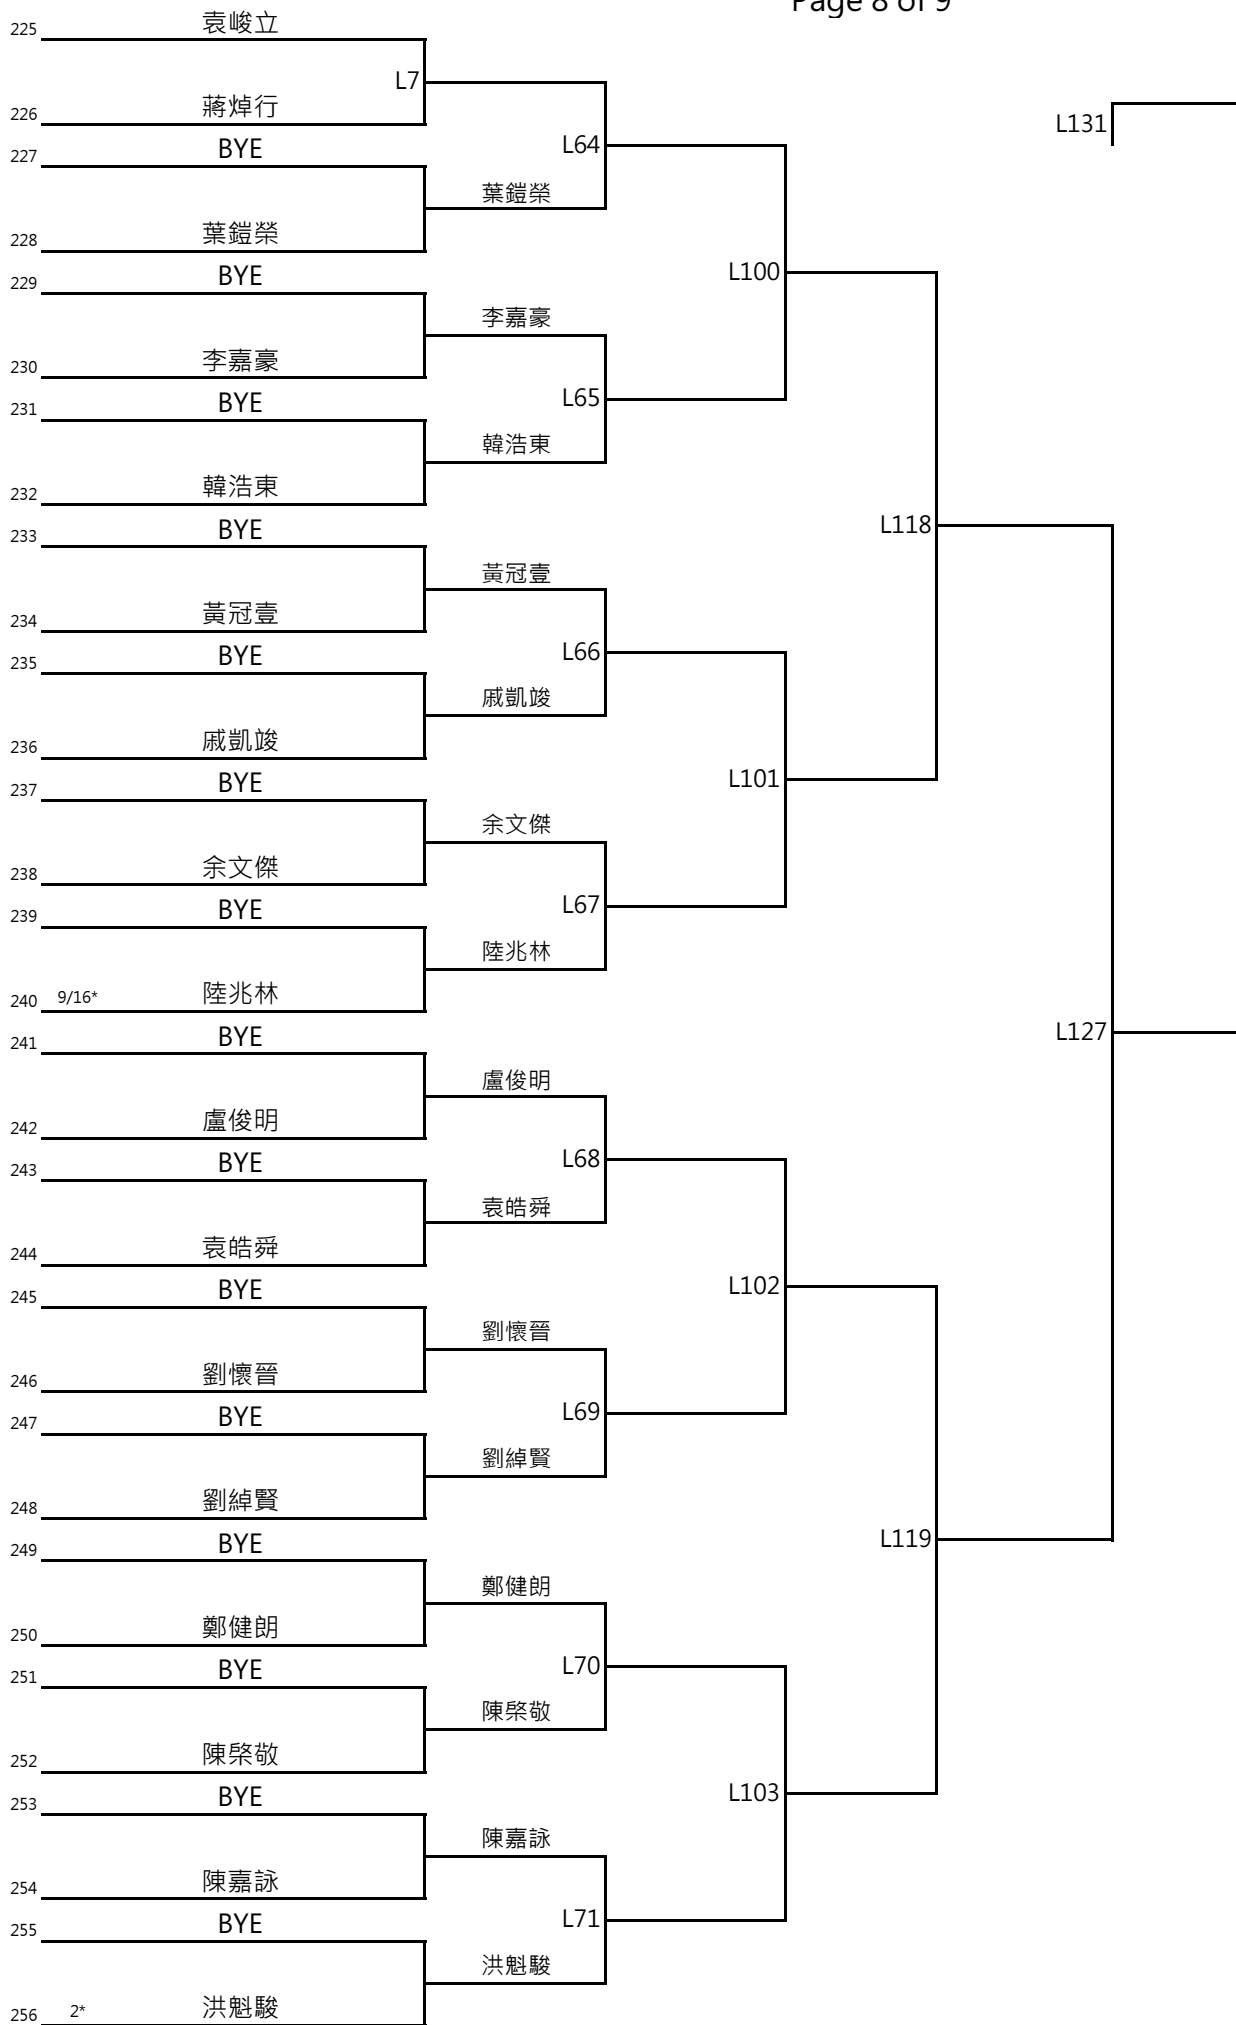 Page 8 of 9
225 袁峻立
L7
226 蔣焯行
L131
227 BYE
L64
葉鎧榮
228 葉鎧榮
229 BYE
L100
李嘉豪
230 李嘉豪
231 BYE
L65
韓浩東
232 韓浩東
233 BYE
L118
黃冠壹
234 黃冠壹
235 BYE
L66
戚凱竣
236 戚凱竣
237 BYE
L101
余文傑
238 余文傑
239 BYE
L67
陸兆林
240 9/16* 陸兆林
241 BYE
L127
盧俊明
242 盧俊明
243 BYE
L68
袁皓舜
244 袁皓舜
245 BYE
L102
劉懷晉
246 劉懷晉
247 BYE
L69
劉綽賢
248 劉綽賢
249 BYE
L119
鄭健朗
250 鄭健朗
251 BYE
L70
陳棨敬
252 陳棨敬
253 BYE
L103
陳嘉詠
254 陳嘉詠
255 BYE
L71
洪魁駿
256 2* 洪魁駿